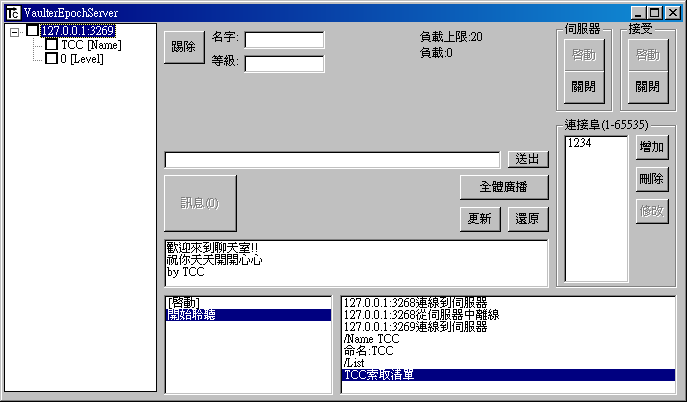 VaulterEpochServer
127.0.0.1:3269
TCC [Name]
0 [Level]
踢除
名字:
等級:
負載上限:20
負載:0
伺服器
啓動
關閉
接受
啓動
關閉
連接阜(1-65535)
1234
增加
刪除
修改
送出
訊息(0)
全體廣播
更新
還原
歡迎來到聊天室!!
祝你天天開開心心
by TCC
[啓動]
開始聆聽
127.0.0.1:3268連線到伺服器
127.0.0.1:3268從伺服器中離線
127.0.0.1:3269連線到伺服器
/Name TCC
命名:TCC
/List
TCC索取清單